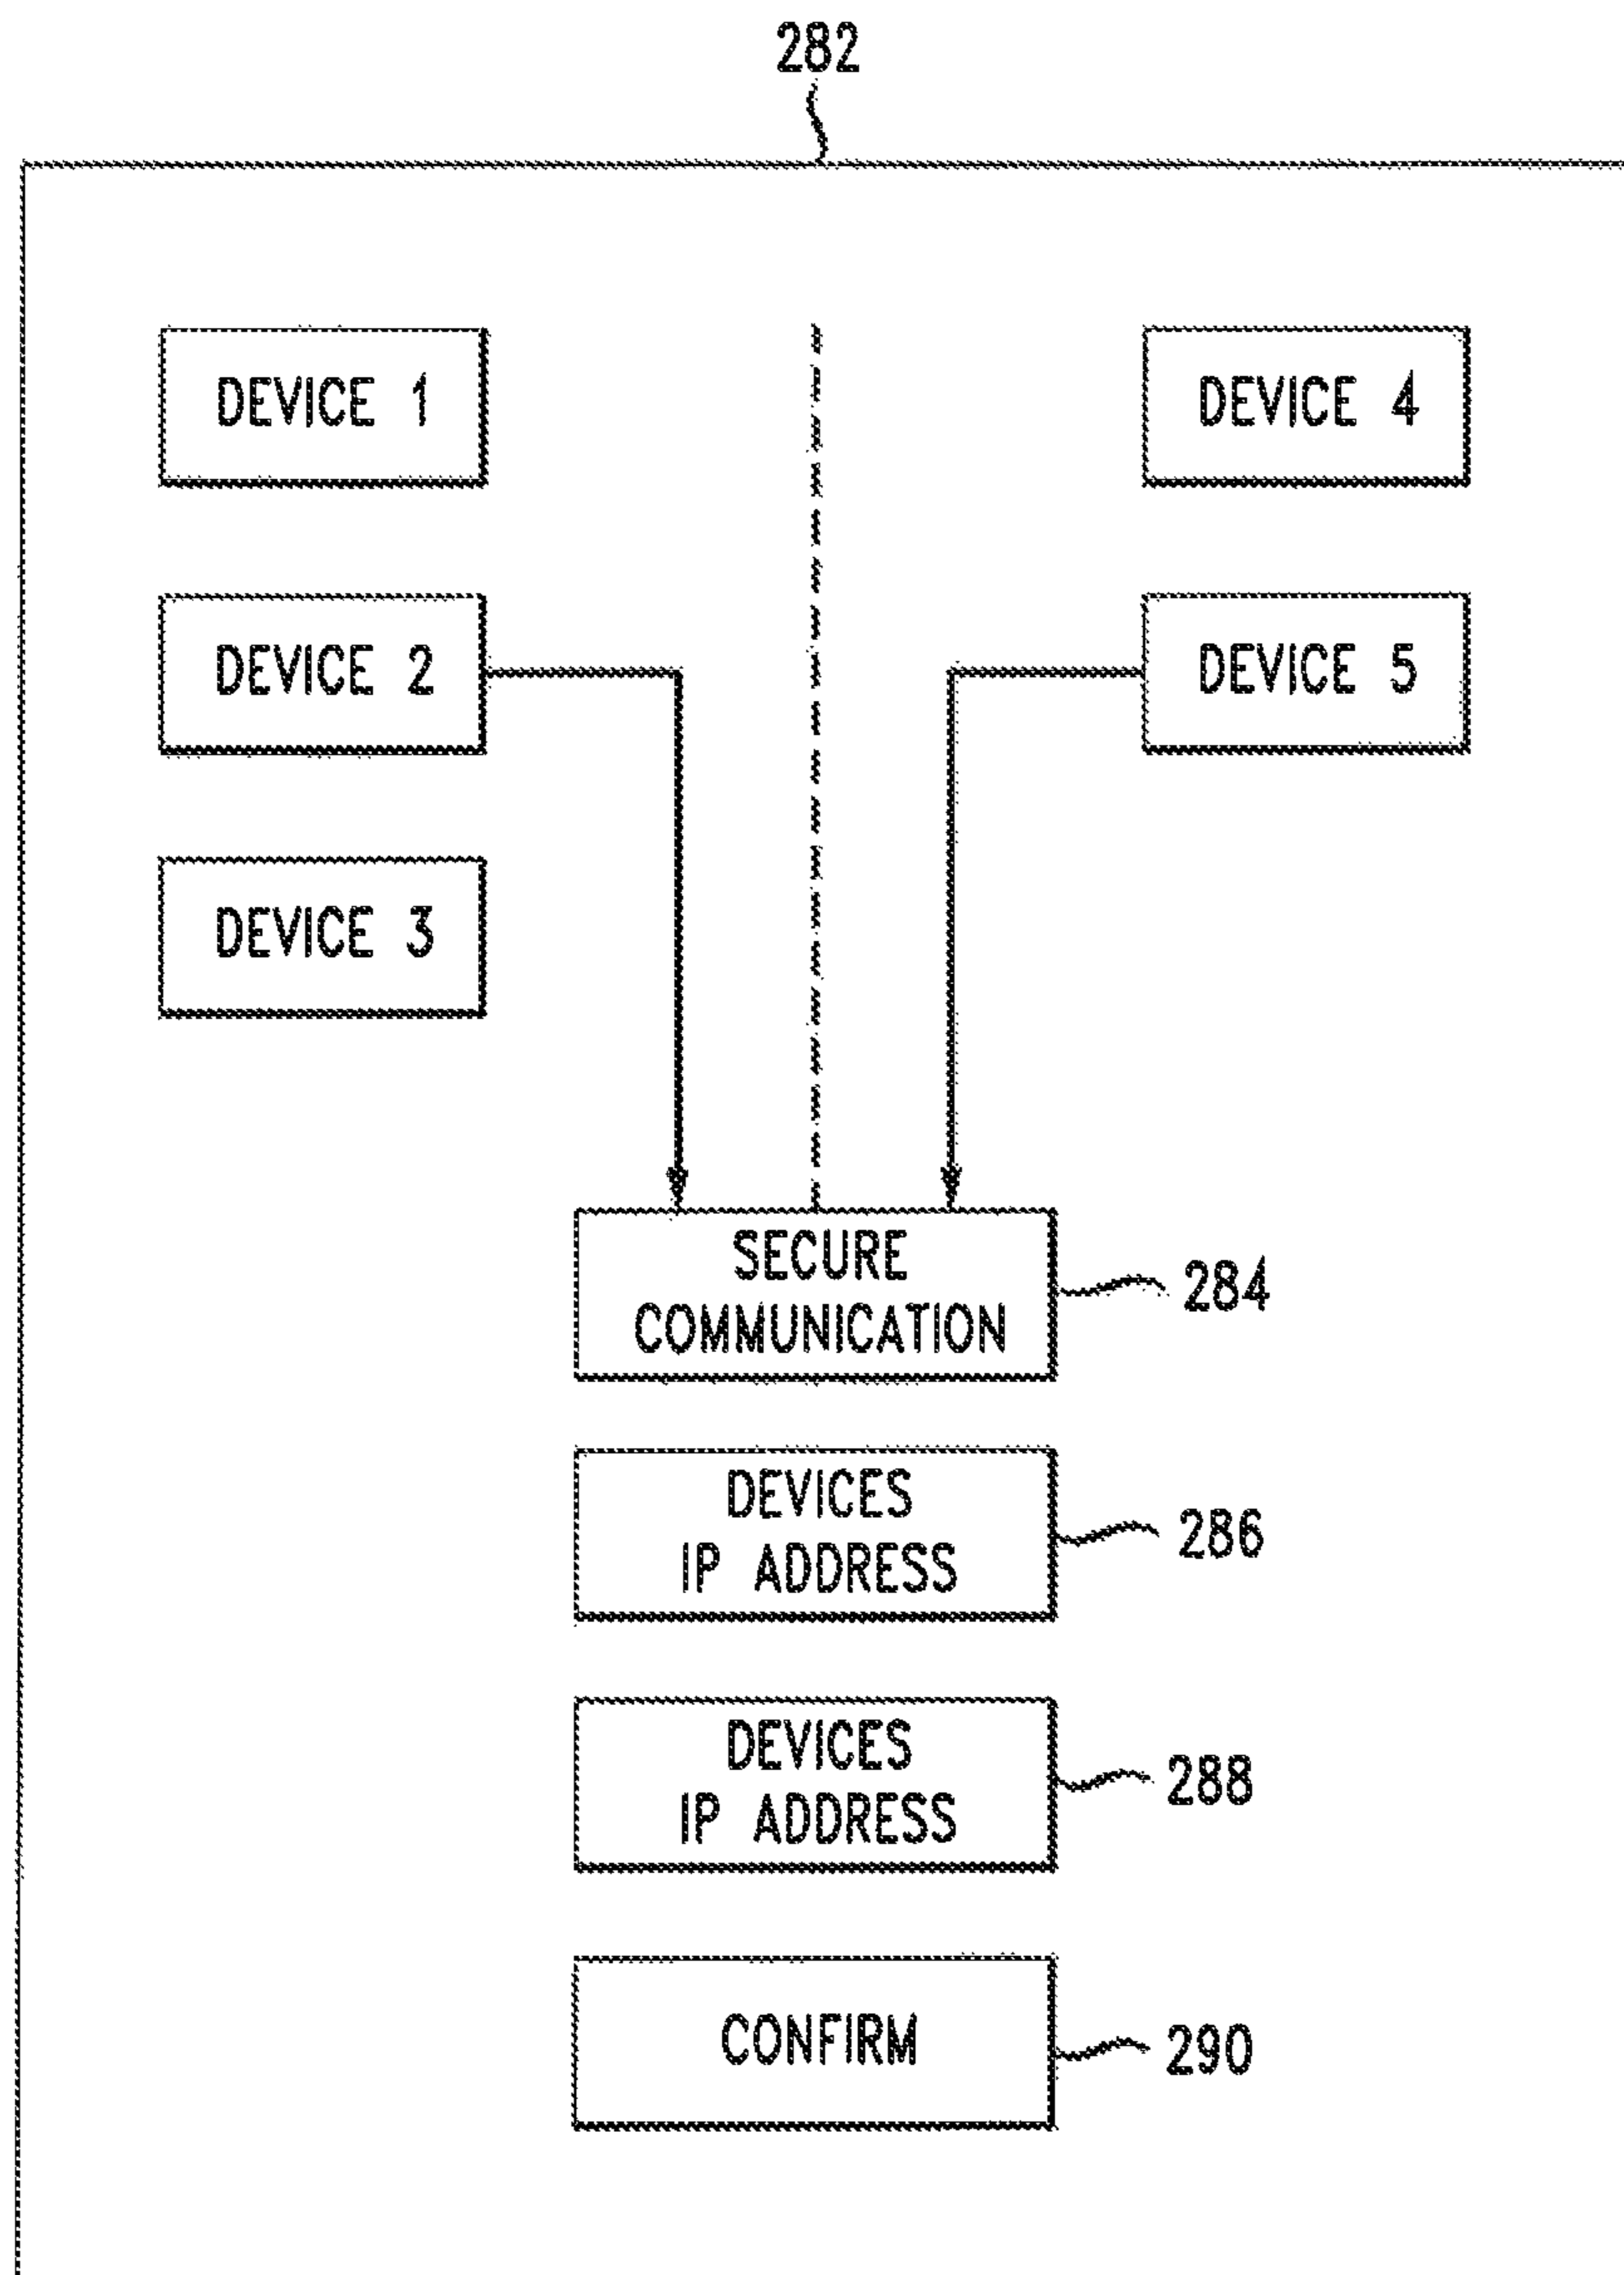 282
DEVICE 1
DEVICE 4
DEVICE 2
DEVICE 5
DEVICE 3
SECURE
COMMUNICATION
284
DEVICES
IP ADDRESS
286
DEVICES
IP ADDRESS
288
CONFIRM
290